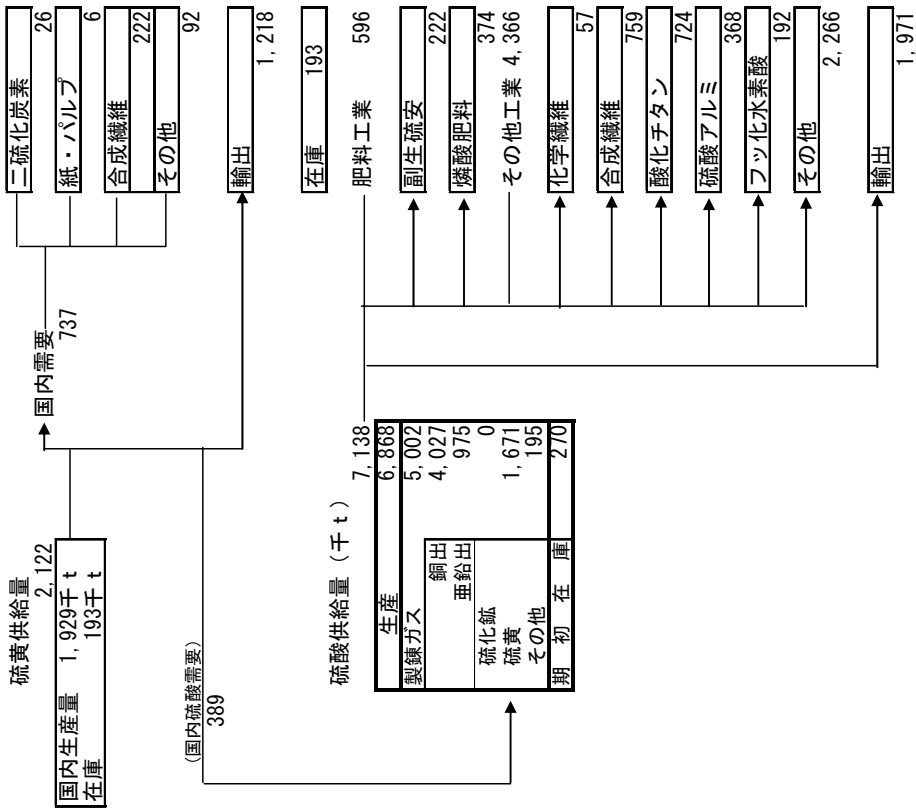 硫黄供給量
2,122
国内生産量 1,929千t
在庫 193千t
国内需要
737
(国内硫酸需要)
389
二硫化炭素
26
紙・パルプ
6
合成繊維
222
その他
92
輸出
1,218
在庫 193
硫酸供給量(千t)
7,138
生産 6,868
製錬ガス 5,002
銅出 4,027
亜鉛出 975
硫化鉱 0
硫黄 1,671
その他 195
期初在庫 270
肥料工業 596
副生硫安
222
燐酸肥料
374
その他工業 4,366
化学繊維
57
合成繊維
759
酸化チタン
724
硫酸アルミ
368
フッ化水素酸
192
その他
2,266
輸出
1,971